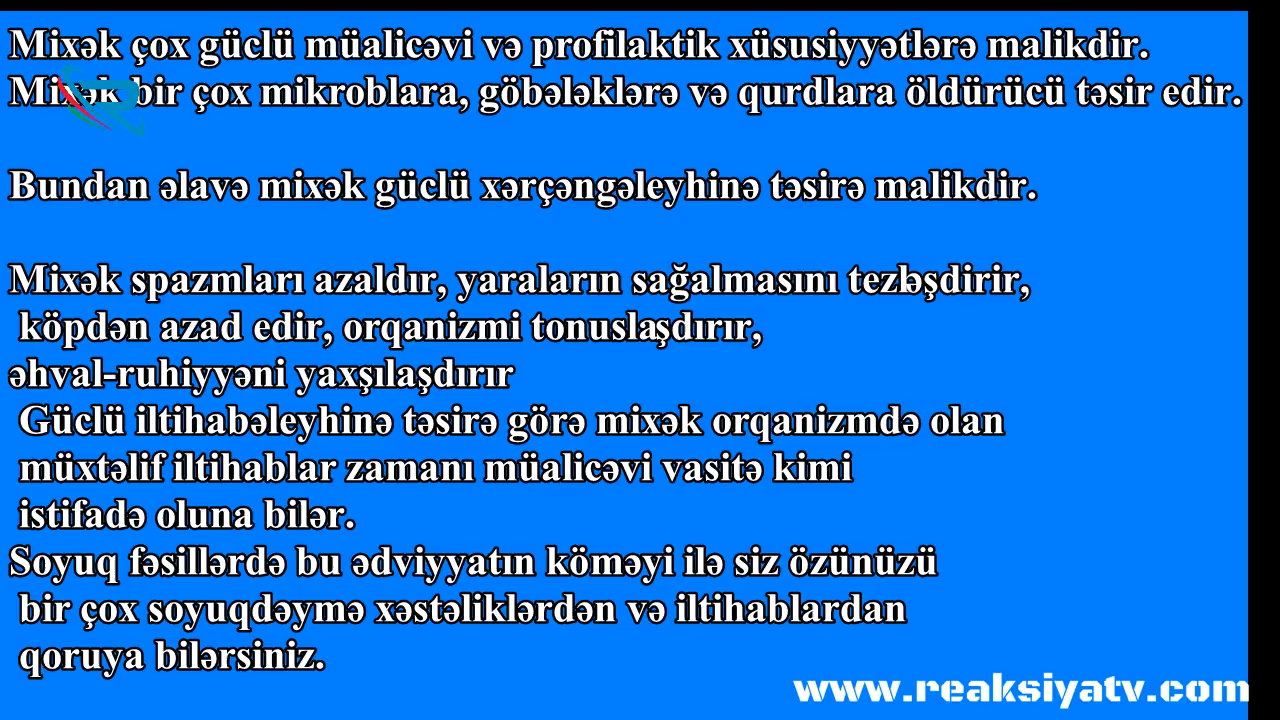 Mixək çox güclü müalicəvi və profilaktik xüsusiyyətlərə malikdir.
Mixək bir çox mikroblara, göbələklərə və qurdlara öldürücü təsir edir.
Bundan əlavə mixək güclü xərçəngəleyhinə təsirə malikdir.
Mixək spazmları azaldır, yaraların sağalmasını tezləşdirir,
köpdən azad edir, orqanizmi tonuslaşdırır,
əhval-ruhiyyəni yaxşılaşdırır
Güclü iltihabəleyhinə təsirə görə mixək orqanizmdə olan
müxtəlif iltihablar zamanı müalicəvi vasitə kimi
istifadə oluna bilər.
Soyuq fəsillərdə bu ədviyyatın köməyi ilə siz özünüzü
bir çox soyuqdəymə xəstəliklərdən və iltihablardan
qoruya bilərsiniz.
www.reaksiyatv.com